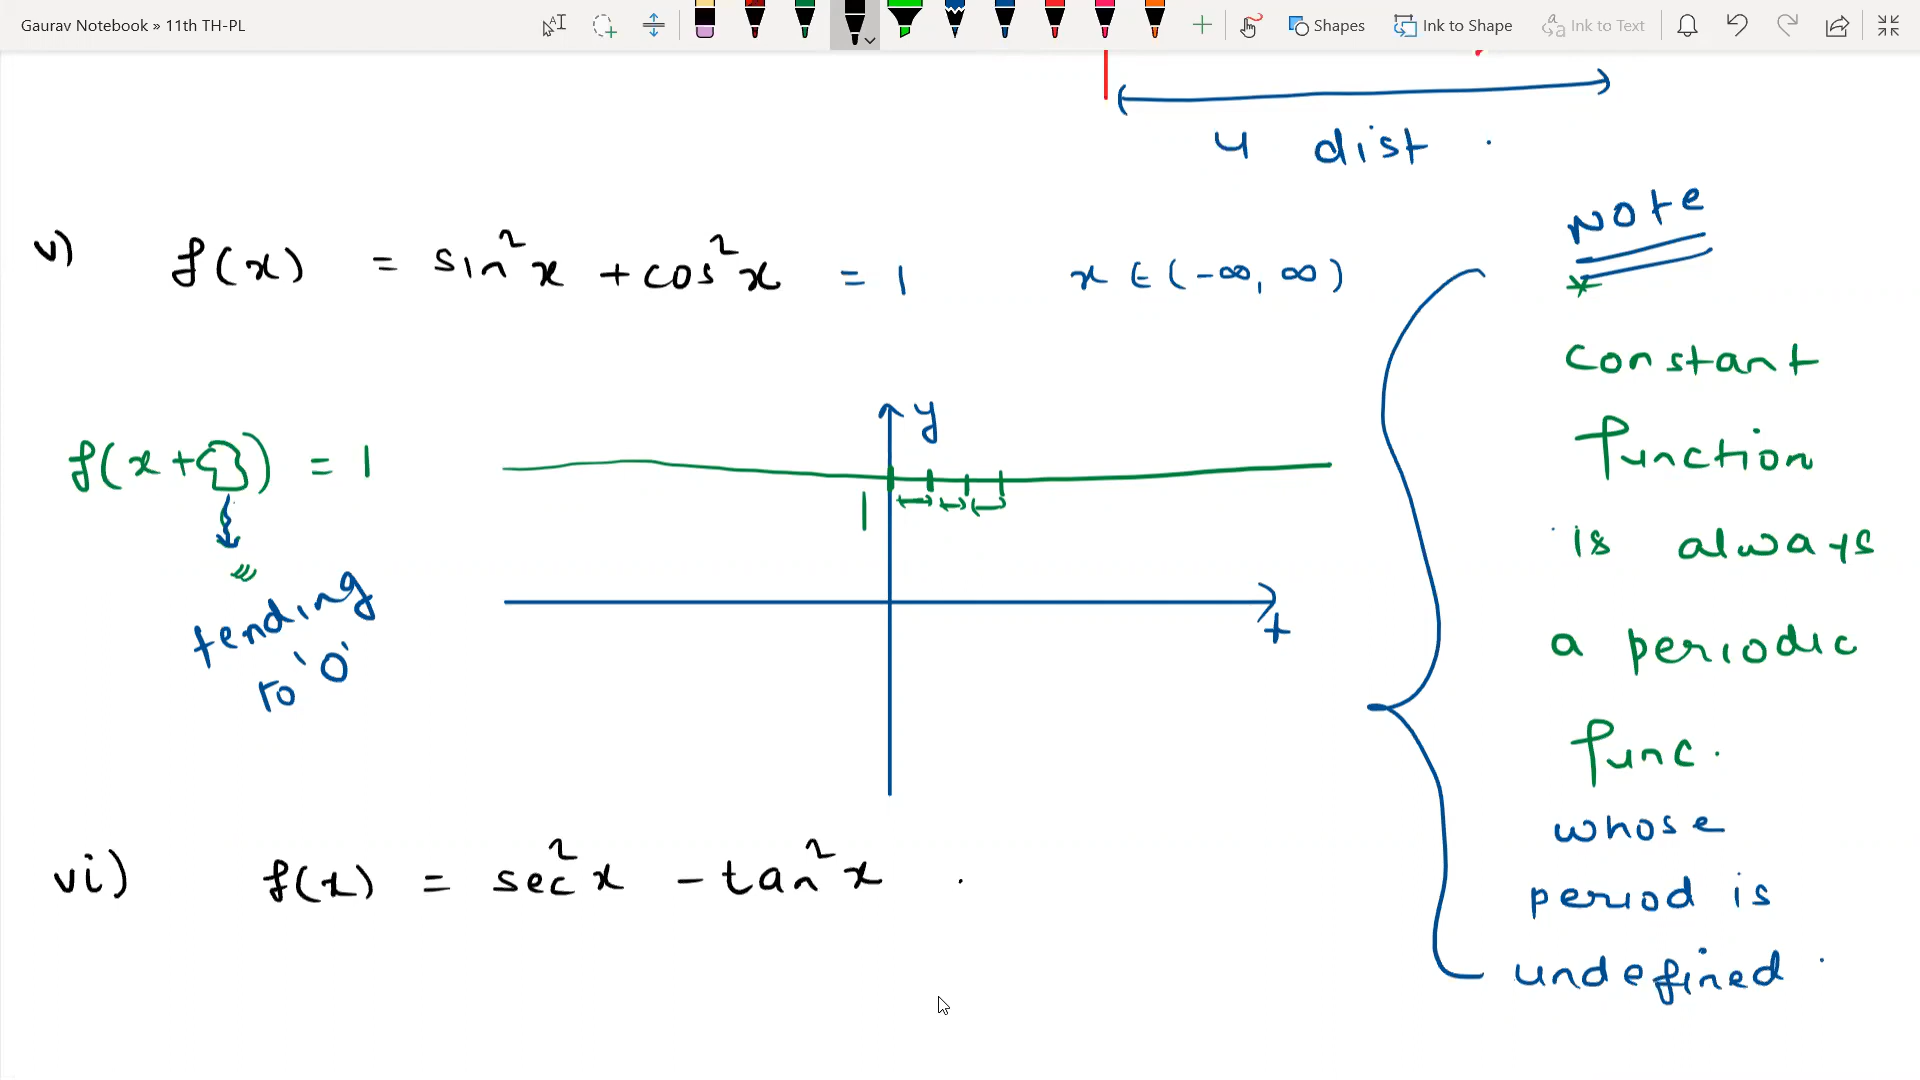 Gaurav Notebook » 11th TH-PL
Shapes
Ink to Shape
Ink to Text
4 dist .
v) f(x) = sin²x + cos²x = 1 x ∈ (-∞, ∞)
y
f(x+ ) = 1
1
tending
to '0'
x
vi) f(x) = sec²x - tan²x .
Note
*
constant
function
is always
a periodic
func.
whose
period is
undefined .